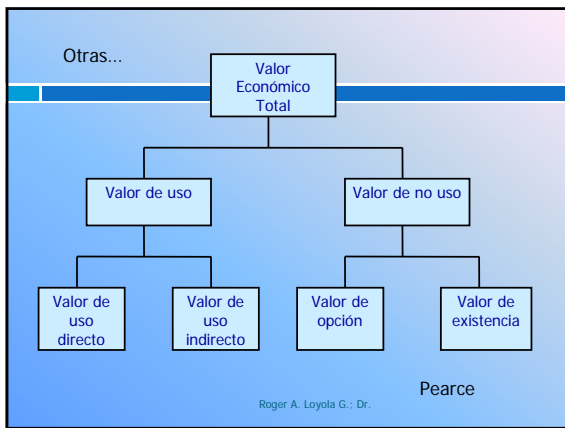 Otras...
Valor
Económico
Total
Valor de uso
Valor de no uso
Valor de
uso
directo
Valor de
uso
indirecto
Valor de
opción
Valor de
existencia
Pearce
Roger A. Loyola G.; Dr.